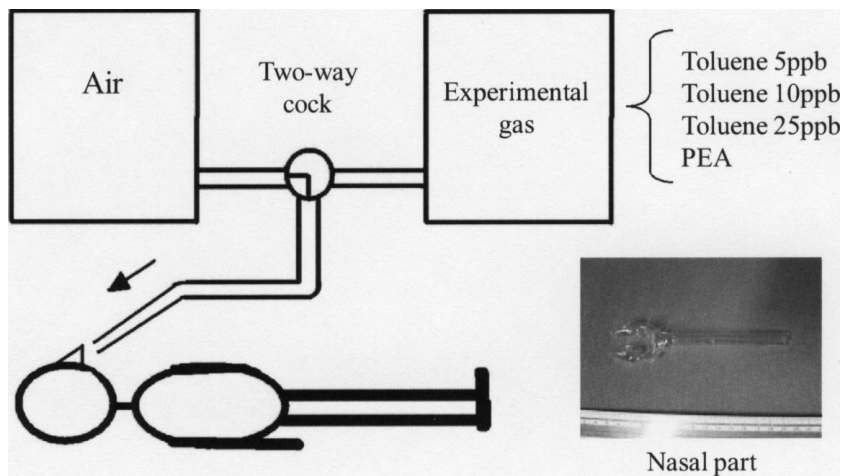 Air
Two-way
cock
Experimental
gas
Toluene 5ppb
Toluene 10ppb
Toluene 25ppb
PEA
Nasal part